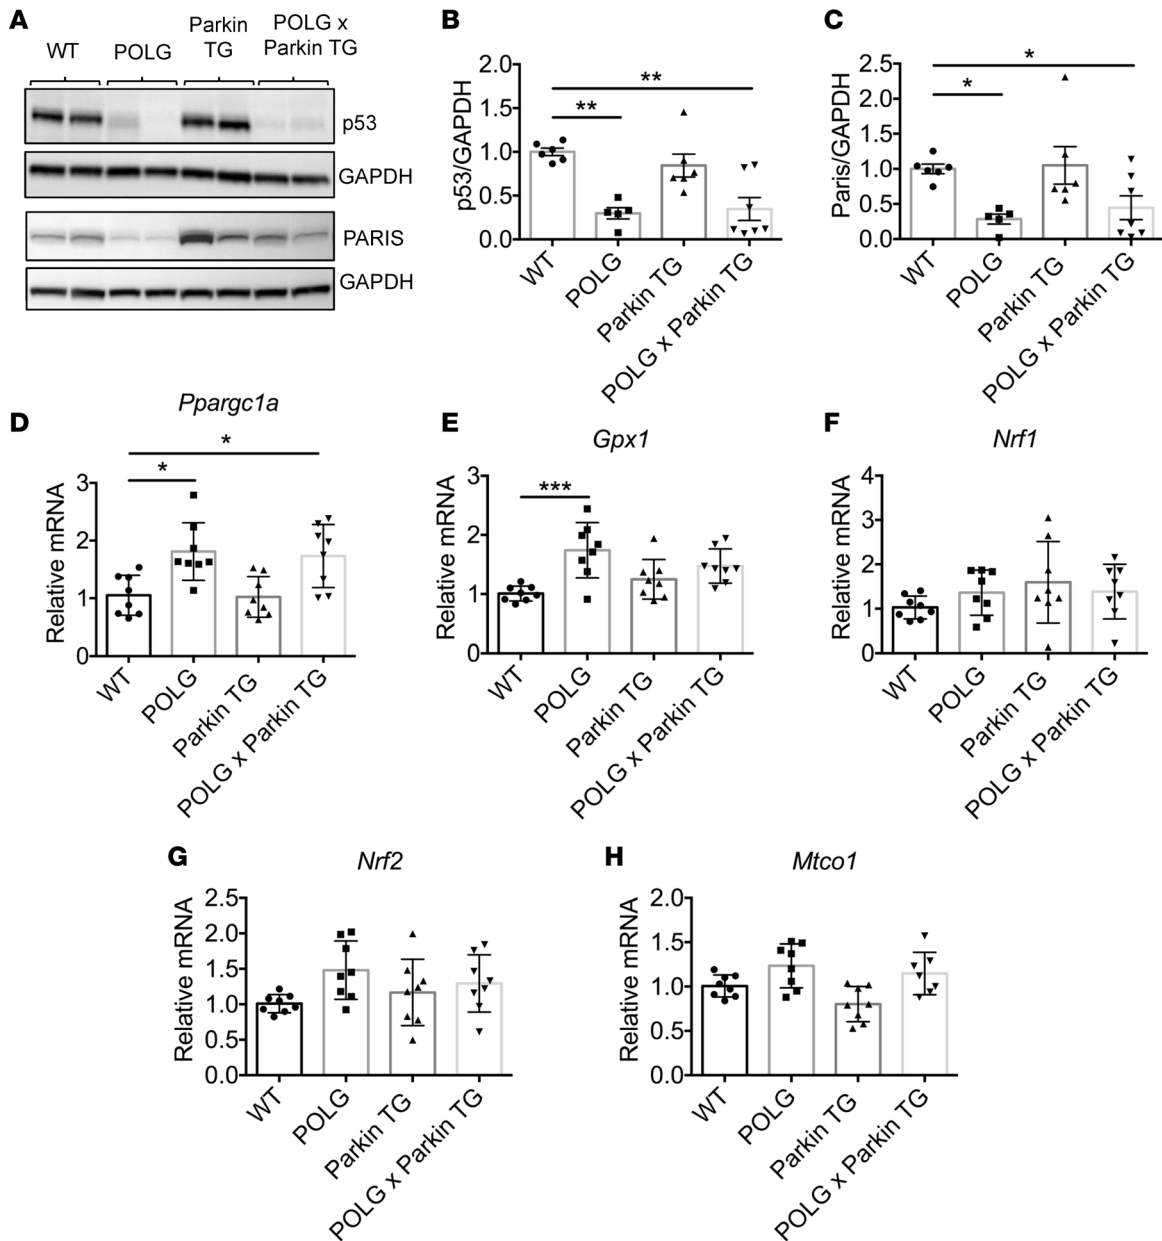 A
WT
POLG
Parkin
TG
POLG x
Parkin TG
p53
GAPDH
PARIS
GAPDH
B
p53/GAPDH
2.0
1.5
1.0
0.5
0.0
**
**
WT
POLG
Parkin TG
POLG x Parkin TG
C
Paris/GAPDH
2.5
2.0
1.5
1.0
0.5
0.0
*
*
WT
POLG
Parkin TG
POLG x Parkin TG
D
Ppargc1a
Relative mRNA
3
2
1
0
*
*
WT
POLG
Parkin TG
POLG x Parkin TG
E
Gpx1
Relative mRNA
3
2
1
0
***
WT
POLG
Parkin TG
POLG x Parkin TG
F
Nrf1
Relative mRNA
4
3
2
1
0
WT
POLG
Parkin TG
POLG x Parkin TG
G
Nrf2
Relative mRNA
2.5
2.0
1.5
1.0
0.5
0.0
WT
POLG
Parkin TG
POLG x Parkin TG
H
Mtco1
Relative mRNA
2.0
1.5
1.0
0.5
0.0
WT
POLG
Parkin TG
POLG x Parkin TG